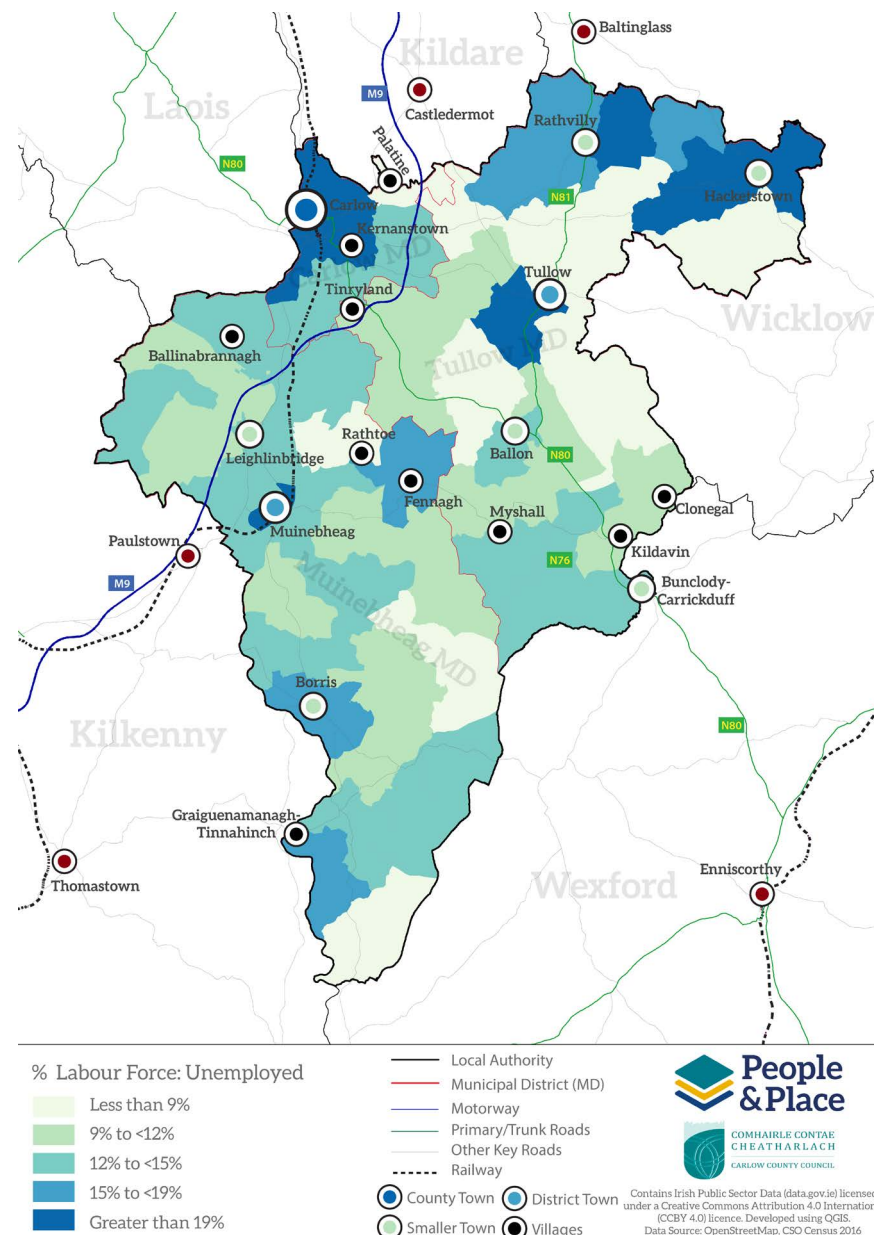 Baltinglass
Kildare
M9
Castledermot
Laois
Rathvilly
Palatine
N80
Hacketstown
N81
Carlow
Kernanstown
Carlow MD
Tullow
Tinryland
Wicklow
Ballinabrannagh
Tullow MD
Rathtoe
Leighlinbridge
Ballon
N80
Fennagh
Clonegal
Myshall
Muinebheag
Paulstown
Kildavin
N76
M9
Bunclody-
Carrickduff
Muinebheag MD
Borris
N80
Kilkenny
Graiguenamanagh-
Tinnahinch
Enniscorthy
Thomastown
Wexford
% Labour Force: Unemployed
Less than 9%
9% to <12%
12% to <15%
15% to <19%
Greater than 19%
Local Authority
Municipal District (MD)
Motorway
Primary/Trunk Roads
Other Key Roads
Railway
County Town
District Town
Smaller Town
Villages
People
&Place
COMHAIRLE CONTAE
CHEATHARLACH
CARLOW COUNTY COUNCIL
Contains Irish Public Sector Data (data.gov.ie) licensed
under a Creative Commons Attribution 4.0 Internation
(CCBY 4.0) licence. Developed using QGIS.
Data Source: OpenStreetMap, CSO Census 2016